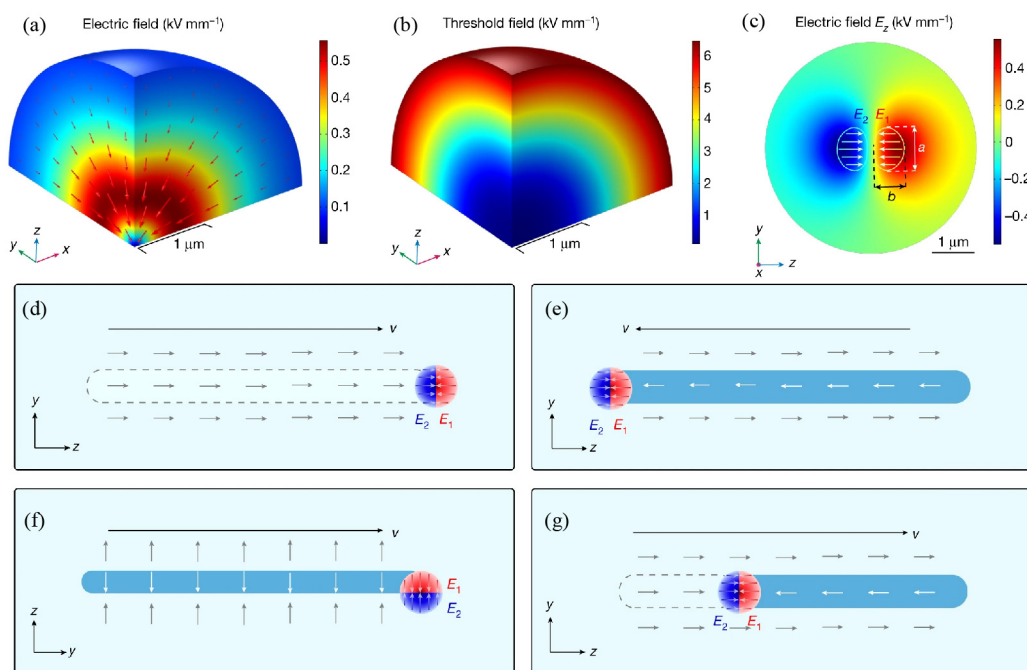 (a) Electric field (kV mm⁻¹)
0.5
0.4
0.3
0.2
0.1
1 μm
z
y
x
(b) Threshold field (kV mm⁻¹)
6
5
4
3
2
1
1 μm
z
y
x
(c) Electric field Ez (kV mm⁻¹)
E2 E1
a
b
0.4
0.2
0
−0.2
−0.4
1 μm
y
x
z
(d)
v
E2 E1
y
z
(e)
v
E2 E1
y
z
(f)
v
E1
E2
z
y
(g)
v
E2 E1
y
z